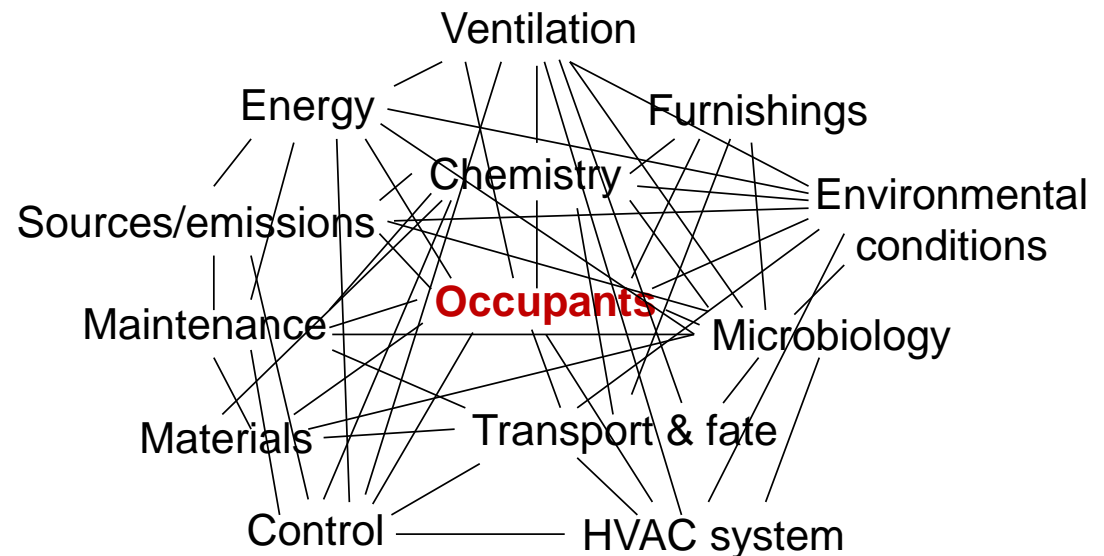 Ventilation
Energy
Furnishings
Chemistry
Environmental
conditions
Sources/emissions
Occupants
Maintenance
Microbiology
Materials
Transport & fate
Control
HVAC system